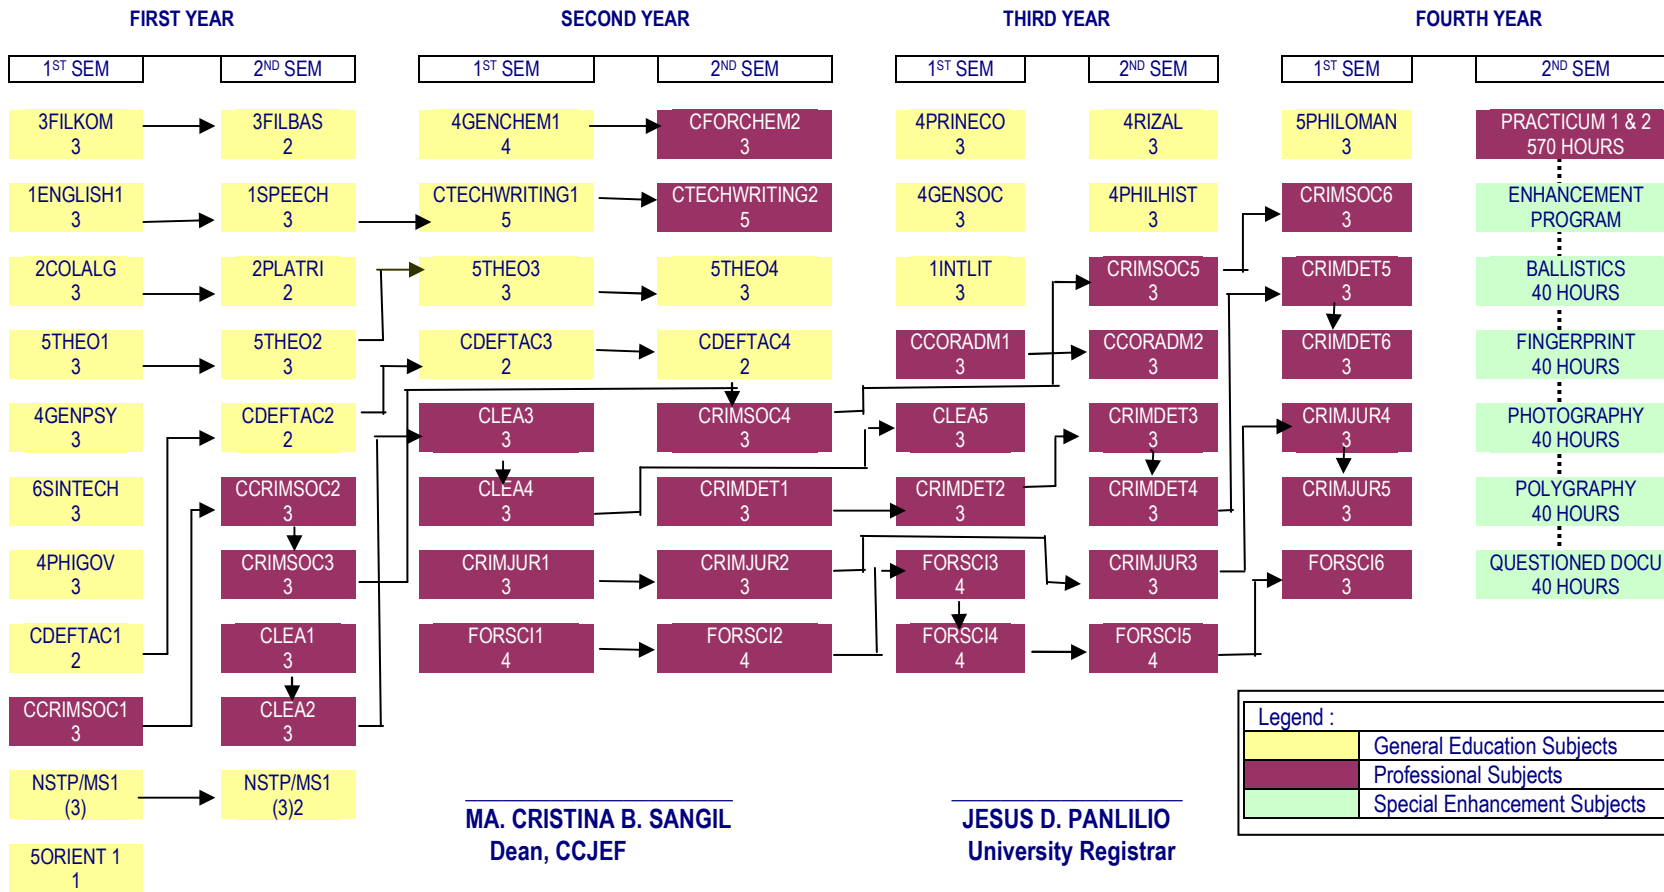 FIRST YEAR
SECOND YEAR
THIRD YEAR
FOURTH YEAR
1ST SEM
2ND SEM
1ST SEM
2ND SEM
1ST SEM
2ND SEM
1ST SEM
2ND SEM
3FILKOM
3
3FILBAS
2
4GENCHEM1
4
CFORCHEM2
3
4PRINECO
3
4RIZAL
3
5PHILOMAN
3
PRACTICUM 1 & 2
570 HOURS
1ENGLISH1
3
1SPEECH
3
CTECHWRITING1
5
CTECHWRITING2
5
4GENSOC
3
4PHILHIST
3
CRIMSOC6
3
ENHANCEMENT
PROGRAM
2COLALG
3
2PLATRI
2
5THEO3
3
5THEO4
3
1INTLIT
3
CRIMSOC5
3
CRIMDET5
3
BALLISTICS
40 HOURS
5THEO1
3
5THEO2
3
CDEFTAC3
2
CDEFTAC4
2
CCORADM1
3
CCORADM2
3
CRIMDET6
3
FINGERPRINT
40 HOURS
4GENPSY
3
CDEFTAC2
2
CLEA3
3
CRIMSOC4
3
CLEA5
3
CRIMDET3
3
CRIMJUR4
3
PHOTOGRAPHY
40 HOURS
6SINTECH
3
CCRIMSOC2
3
CLEA4
3
CRIMDET1
3
CRIMDET2
3
CRIMDET4
3
CRIMJUR5
3
POLYGRAPHY
40 HOURS
4PHIGOV
3
CRIMSOC3
3
CRIMJUR1
3
CRIMJUR2
3
FORSCI3
4
CRIMJUR3
3
FORSCI6
3
QUESTIONED DOCU
40 HOURS
CDEFTAC1
2
CLEA1
3
FORSCI1
4
FORSCI2
4
FORSCI4
4
FORSCI5
4
CCRIMSOC1
3
CLEA2
3
NSTP/MS1
(3)
NSTP/MS1
(3)2
5ORIENT 1
1
MA. CRISTINA B. SANGIL
Dean, CCJEF
JESUS D. PANLILIO
University Registrar
Legend :
General Education Subjects
Professional Subjects
Special Enhancement Subjects